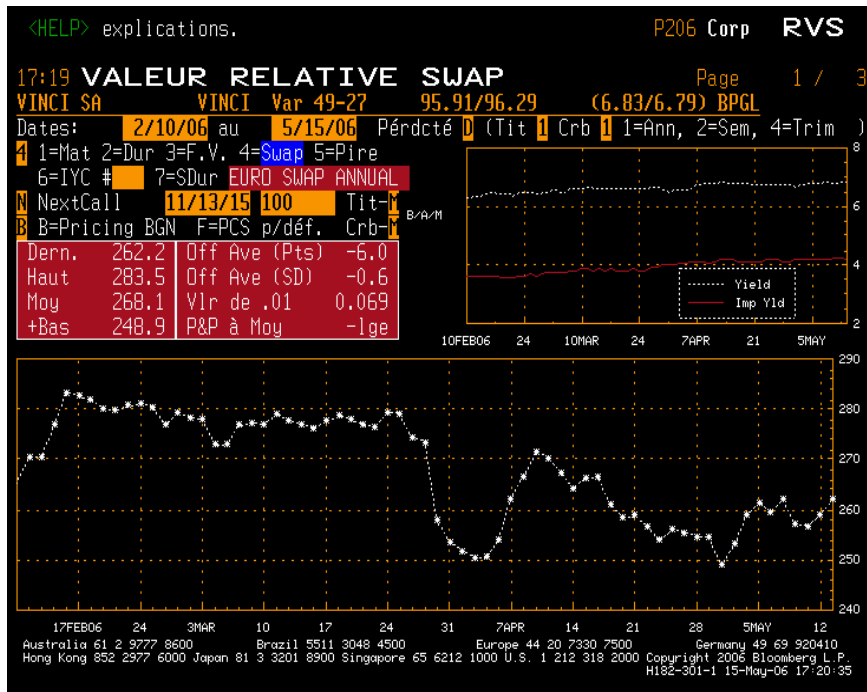 <HELP> explications. P206 Corp RVS
17:19 VALEUR RELATIVE SWAP Page 1 / 3
VINCI SA VINCI Var 49-27 95.91/96.29 (6.83/6.79) BPGL
Dates: 2/10/06 au 5/15/06 Pérdcté D (Tit 1 Crb 1 1=Ann, 2=Sem, 4=Trim )
4 1=Mat 2=Dur 3=F.V. 4=Swap 5=Pire
6=IYC # 7=SDur EURO SWAP ANNUAL
N NextCall 11/13/15 100 Tit-M B/A/M
B B=Pricing BGN F=PCS p/déf. Crb-M
Dern. 262.2 Off Ave (Pts) -6.0
Haut 283.5 Off Ave (SD) -0.6
Moy 268.1 Vlr de .01 0.069
+Bas 248.9 P&P à Moy -lge
8
6
4
2
Yield
Imp Yld
10FEB06 24 10MAR 24 7APR 21 5MAY
290
280
270
260
250
240
17FEB06 24 3MAR 10 17 24 31 7APR 14 21 28 5MAY 12
Australia 61 2 9777 8600 Brazil 5511 3048 4500 Europe 44 20 7330 7500 Germany 49 69 920410
Hong Kong 852 2977 6000 Japan 81 3 3201 8900 Singapore 65 6212 1000 U.S. 1 212 318 2000 Copyright 2006 Bloomberg L.P.
H182-301-1 15-May-06 17:20:35